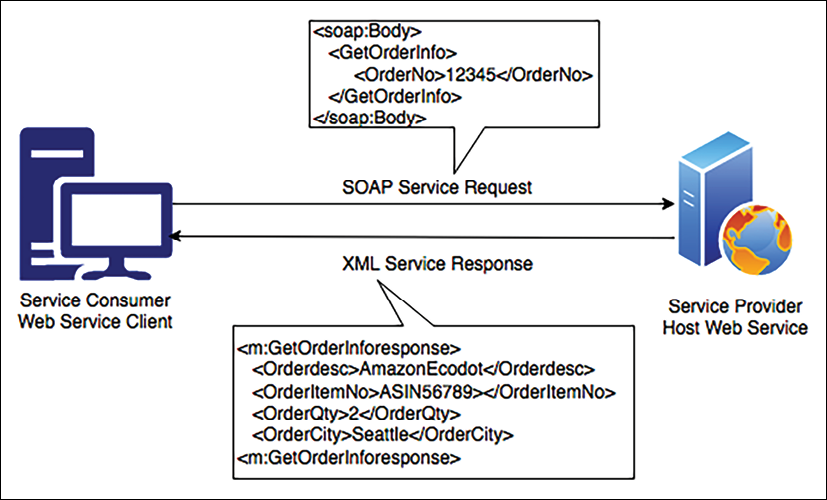 <soap:Body>
<GetOrderInfo>
<OrderNo>12345</OrderNo>
</GetOrderInfo>
</soap:Body>
SOAP Service Request
XML Service Response
Service Consumer
Web Service Client
Service Provider
Host Web Service
<m:GetOrderInforesponse>
<Orderdesc>AmazonEcodot</Orderdesc>
<OrderItemNo>ASIN56789></OrderItemNo>
<OrderQty>2</OrderQty>
<OrderCity>Seattle</OrderCity>
<m:GetOrderInforesponse>